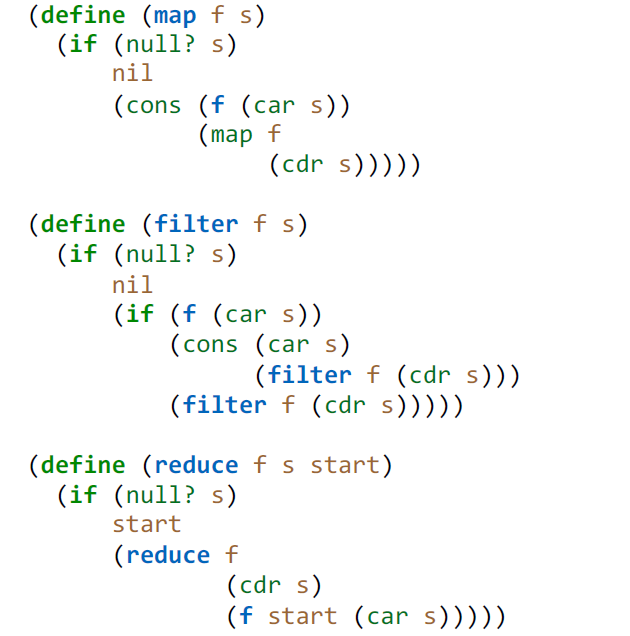 (define (map f s)
  (if (null? s)
      nil
      (cons (f (car s))
            (map f
                 (cdr s)))))

(define (filter f s)
  (if (null? s)
      nil
      (if (f (car s))
          (cons (car s)
                (filter f (cdr s)))
          (filter f (cdr s)))))

(define (reduce f s start)
  (if (null? s)
      start
      (reduce f
              (cdr s)
              (f start (car s)))))